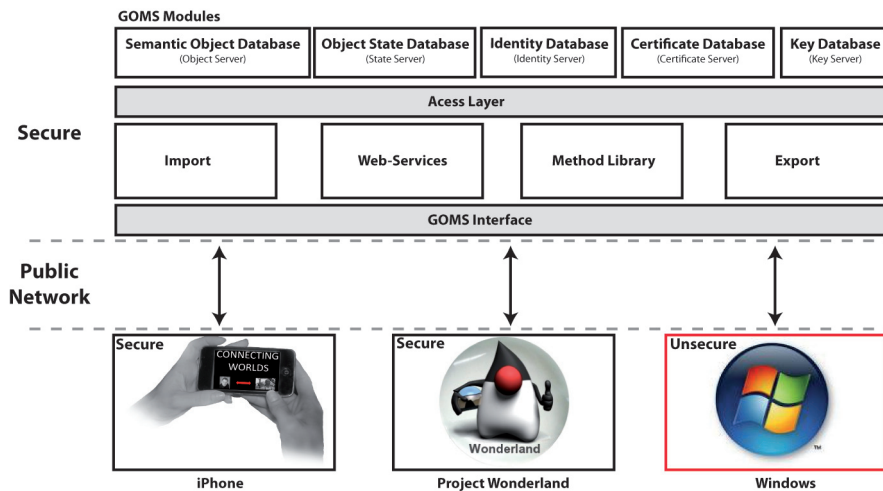 GOMS Modules
Semantic Object Database
(Object Server)
Object State Database
(State Server)
Identity Database
(Identity Server)
Certificate Database
(Certificate Server)
Key Database
(Key Server)
Acess Layer
Secure
Import
Web-Services
Method Library
Export
GOMS Interface
Public
Network
Secure
CONNECTING
WORLDS
iPhone
Secure
Wonderland
Project Wonderland
Unsecure
TM
Windows